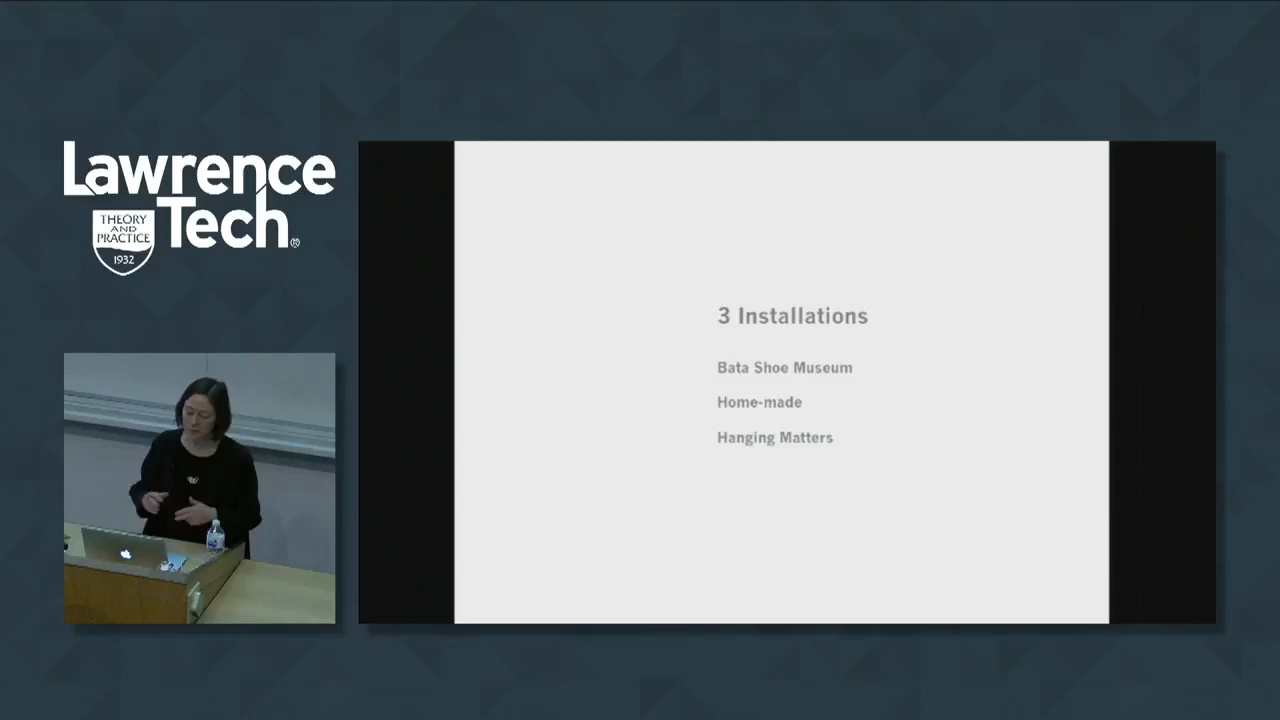 Lawrence
Tech®
THEORY
AND
PRACTICE
1932
3 Installations
Bata Shoe Museum
Home-made
Hanging Matters